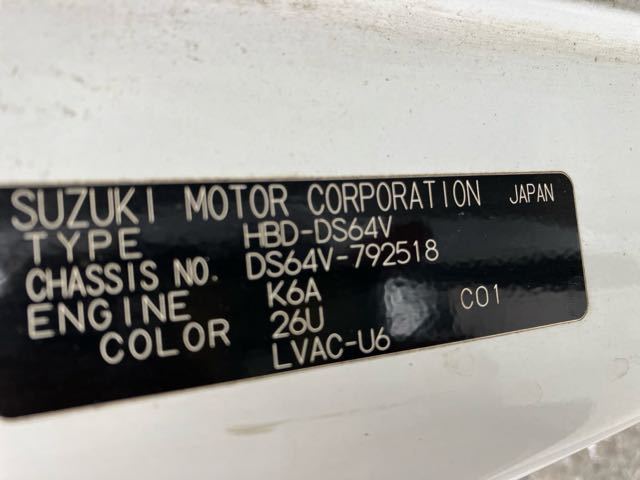 SUZUKI MOTOR CORPORATION JAPAN
TYPE HBD-DS64V
CHASSIS NO. DS64V-792518
ENGINE K6A C01
COLOR 26U
LVAC-U6